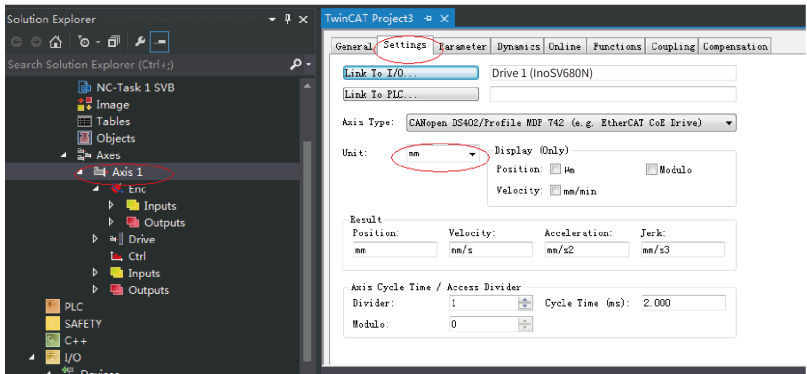 Solution Explorer
Search Solution Explorer (Ctrl+;)
NC-Task 1 SVB
Image
Tables
Objects
Axes
Axis 1
Enc
Inputs
Outputs
Drive
Ctrl
Inputs
Outputs
PLC
SAFETY
C++
I/O
Devices
TwinCAT Project3
General Settings Parameter Dynamics Online Functions Coupling Compensation
Link To I/O... Drive 1 (InoSV680N)
Link To PLC...
Axis Type: CANopen DS402/Profile MDP 742 (e.g. EtherCAT CoE Drive)
Unit: mm Display (Only)
Position: μm Modulo
Velocity: mm/min
Result
Position: Velocity: Acceleration: Jerk:
mm mm/s mm/s2 mm/s3
Axis Cycle Time / Access Divider
Divider: 1 Cycle Time (ms): 2.000
Modulo: 0